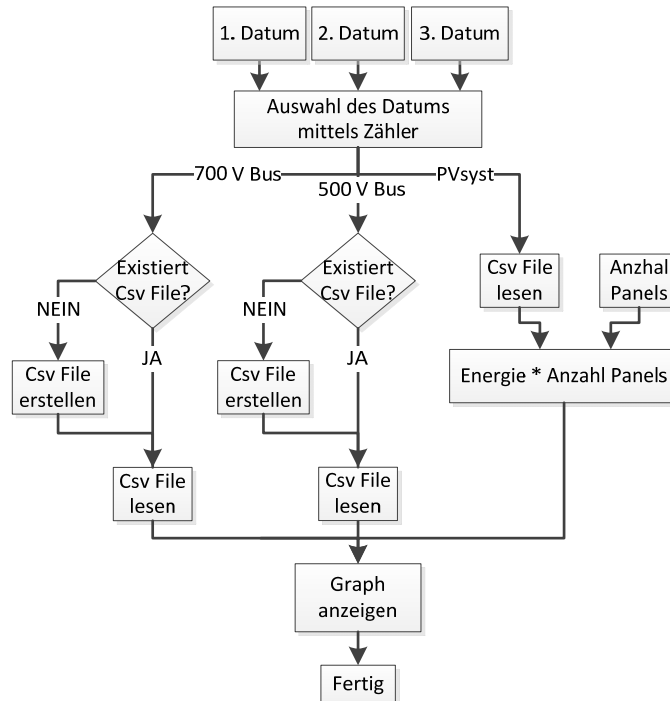 1. Datum
2. Datum
3. Datum
Auswahl des Datums
mittels Zähler
700 V Bus
500 V Bus
PVsyst
Existiert
Csv File?
Existiert
Csv File?
Csv File
lesen
Anzhal
Panels
NEIN
NEIN
JA
JA
Csv File
erstellen
Csv File
erstellen
Energie * Anzahl Panels
Csv File
lesen
Csv File
lesen
Graph
anzeigen
Fertig